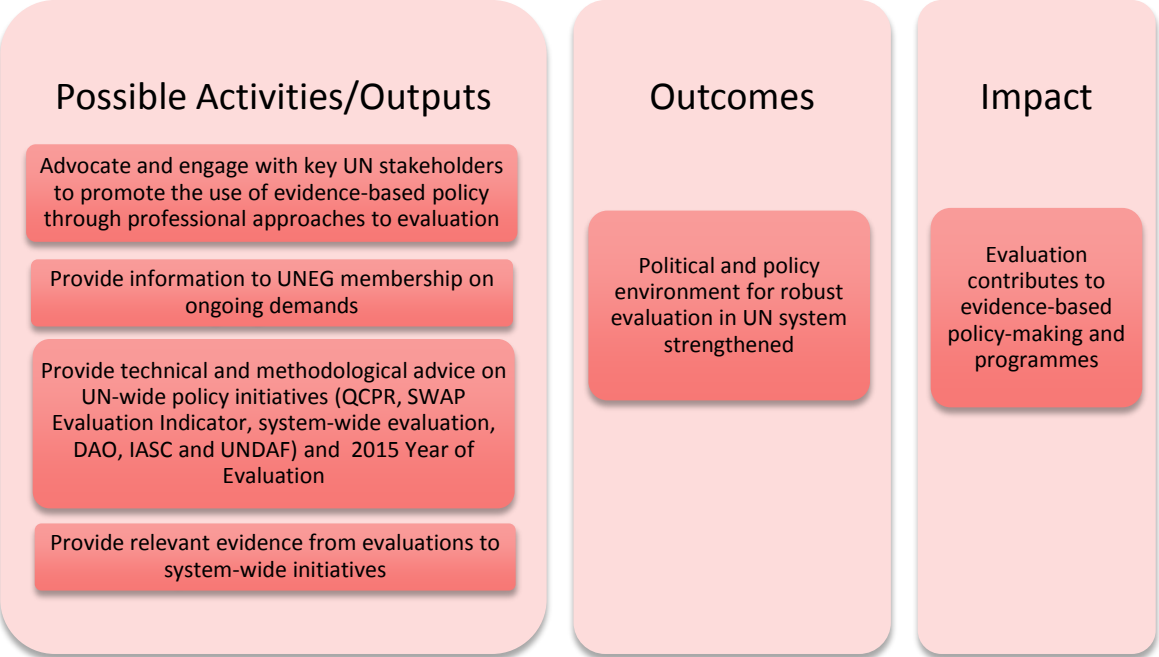 Possible Activities/Outputs
Advocate and engage with key UN stakeholders
to promote the use of evidence-based policy
through professional approaches to evaluation
Provide information to UNEG membership on
ongoing demands
Provide technical and methodological advice on
UN-wide policy initiatives (QCPR, SWAP
Evaluation Indicator, system-wide evaluation,
DAO, IASC and UNDAF) and  2015 Year of
Evaluation
Provide relevant evidence from evaluations to
system-wide initiatives
Outcomes
Political and policy
environment for robust
evaluation in UN system
strengthened
Impact
Evaluation
contributes to
evidence-based
policy-making and
programmes